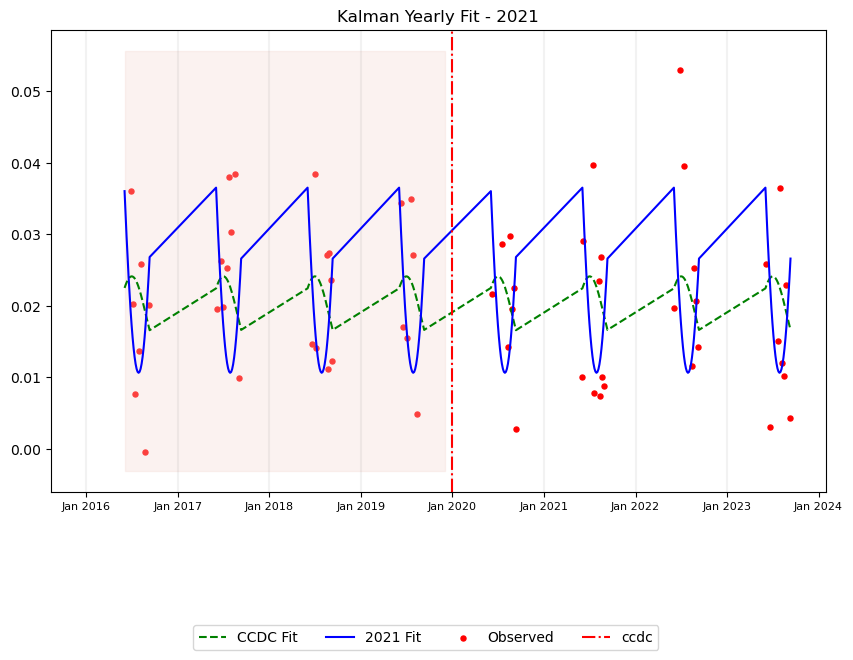 Kalman Yearly Fit - 2021
0.05
0.04
0.03
0.02
0.01
0.00
Jan 2016 Jan 2017 Jan 2018 Jan 2019 Jan 2020 Jan 2021 Jan 2022 Jan 2023 Jan 2024
CCDC Fit 2021 Fit Observed ccdc